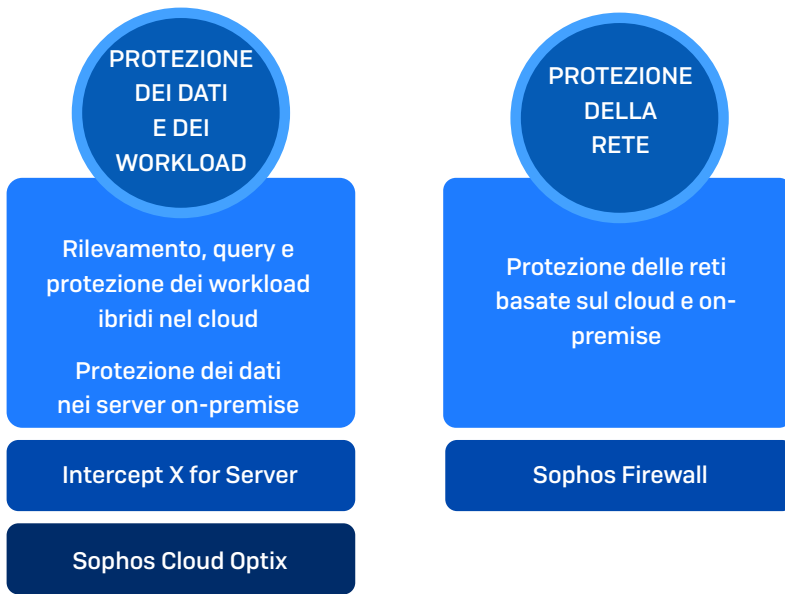 PROTEZIONE
DEI DATI
E DEI
WORKLOAD
Rilevamento, query e
protezione dei workload
ibridi nel cloud
Protezione dei dati
nei server on-premise
Intercept X for Server
Sophos Cloud Optix
PROTEZIONE
DELLA
RETE
Protezione delle reti
basate sul cloud e on-
premise
Sophos Firewall